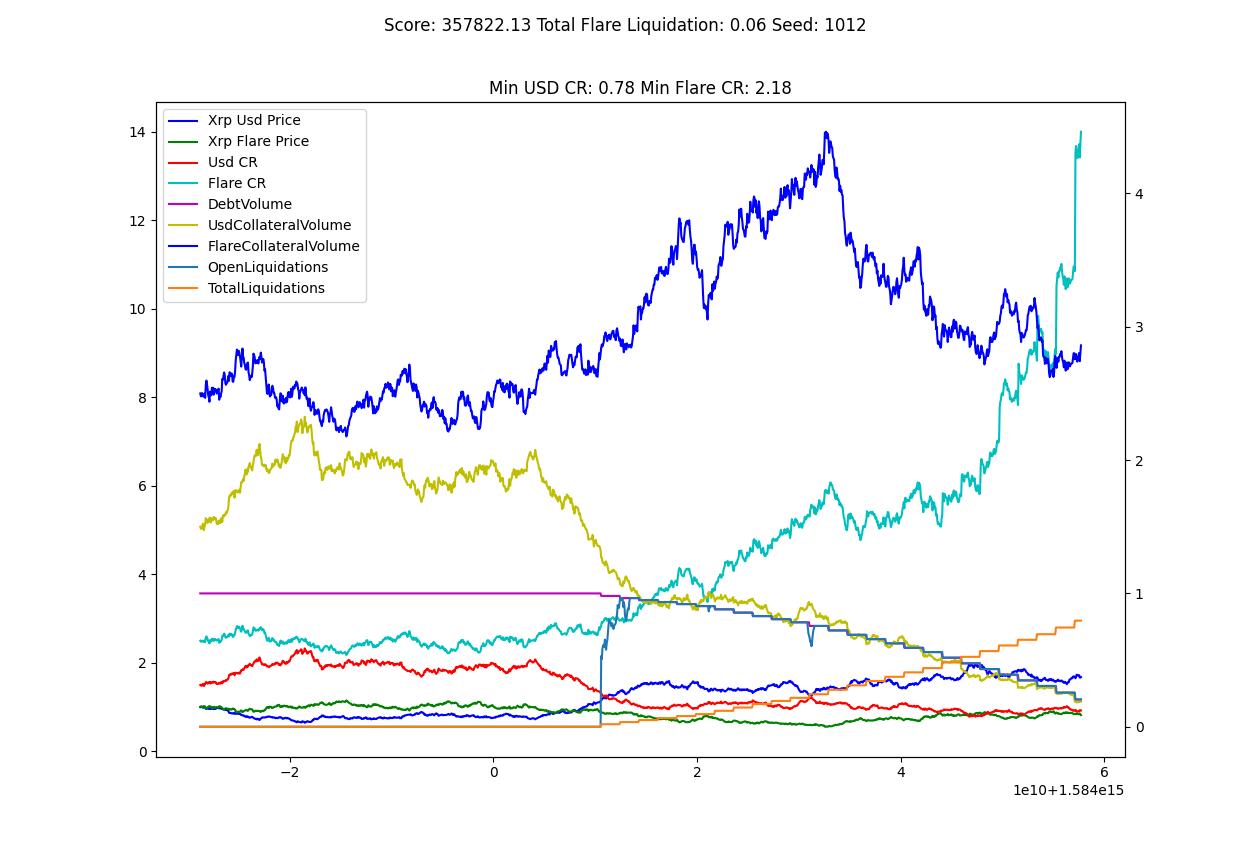 Score: 357822.13 Total Flare Liquidation: 0.06 Seed: 1012
Min USD CR: 0.78 Min Flare CR: 2.18
Xrp Usd Price
Xrp Flare Price
Usd CR
Flare CR
DebtVolume
UsdCollateralVolume
FlareCollateralVolume
OpenLiquidations
TotalLiquidations
14
12
10
8
6
4
2
0
4
3
2
1
0
−2
0
2
4
6
1e10+1.584e15